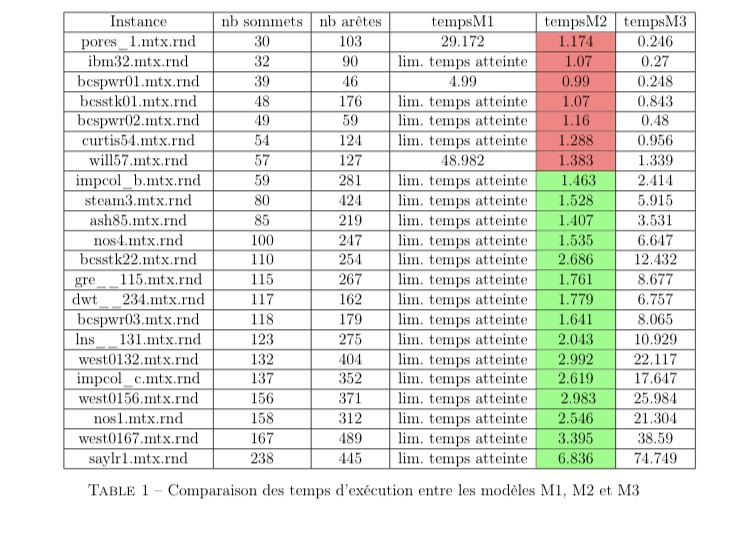 Instance nb sommets nb arêtes tempsM1 tempsM2 tempsM3
pores_1.mtx.rnd 30 103 29.172 1.174 0.246
ibm32.mtx.rnd 32 90 lim. temps atteinte 1.07 0.27
bcspwr01.mtx.rnd 39 46 4.99 0.99 0.248
bcsstk01.mtx.rnd 48 176 lim. temps atteinte 1.07 0.843
bcspwr02.mtx.rnd 49 59 lim. temps atteinte 1.16 0.48
curtis54.mtx.rnd 54 124 lim. temps atteinte 1.288 0.956
will57.mtx.rnd 57 127 48.982 1.383 1.339
impcol_b.mtx.rnd 59 281 lim. temps atteinte 1.463 2.414
steam3.mtx.rnd 80 424 lim. temps atteinte 1.528 5.915
ash85.mtx.rnd 85 219 lim. temps atteinte 1.407 3.531
nos4.mtx.rnd 100 247 lim. temps atteinte 1.535 6.647
bcsstk22.mtx.rnd 110 254 lim. temps atteinte 2.686 12.432
gre__115.mtx.rnd 115 267 lim. temps atteinte 1.761 8.677
dwt__234.mtx.rnd 117 162 lim. temps atteinte 1.779 6.757
bcspwr03.mtx.rnd 118 179 lim. temps atteinte 1.641 8.065
lns__131.mtx.rnd 123 275 lim. temps atteinte 2.043 10.929
west0132.mtx.rnd 132 404 lim. temps atteinte 2.992 22.117
impcol_c.mtx.rnd 137 352 lim. temps atteinte 2.619 17.647
west0156.mtx.rnd 156 371 lim. temps atteinte 2.983 25.984
nos1.mtx.rnd 158 312 lim. temps atteinte 2.546 21.304
west0167.mtx.rnd 167 489 lim. temps atteinte 3.395 38.59
saylr1.mtx.rnd 238 445 lim. temps atteinte 6.836 74.749
TABLE 1 – Comparaison des temps d'exécution entre les modèles M1, M2 et M3